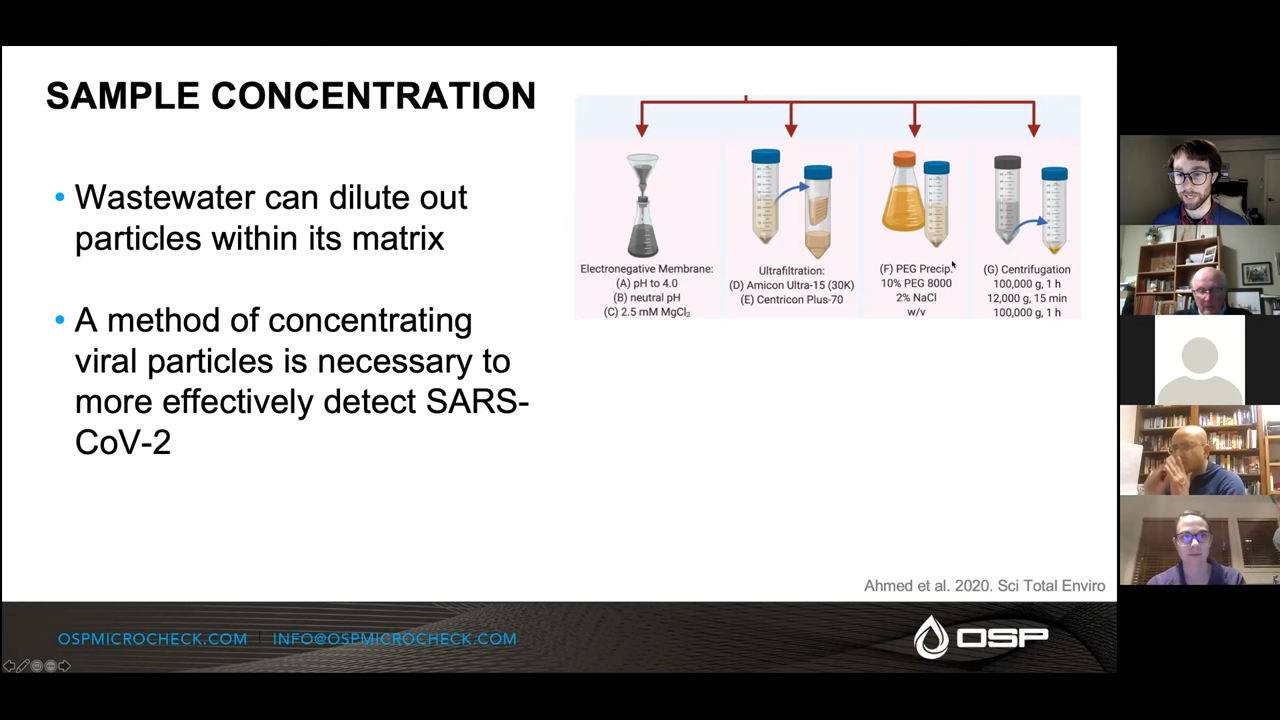 SAMPLE CONCENTRATION
• Wastewater can dilute out
particles within its matrix
• A method of concentrating
viral particles is necessary to
more effectively detect SARS-
CoV-2
Electronegative Membrane:
(A) pH to 4.0
(B) neutral pH
(C) 2.5 mM MgCl₂
Ultrafiltration:
(D) Amicon Ultra-15 (30K)
(E) Centricon Plus-70
(F) PEG Precip.
10% PEG 8000
2% NaCl
w/v
(G) Centrifugation
100,000 g, 1 h
12,000 g, 15 min
100,000 g, 1 h
Ahmed et al. 2020. Sci Total Enviro
OSPMICROCHECK.COM | INFO@OSPMICROCHECK.COM
OSP